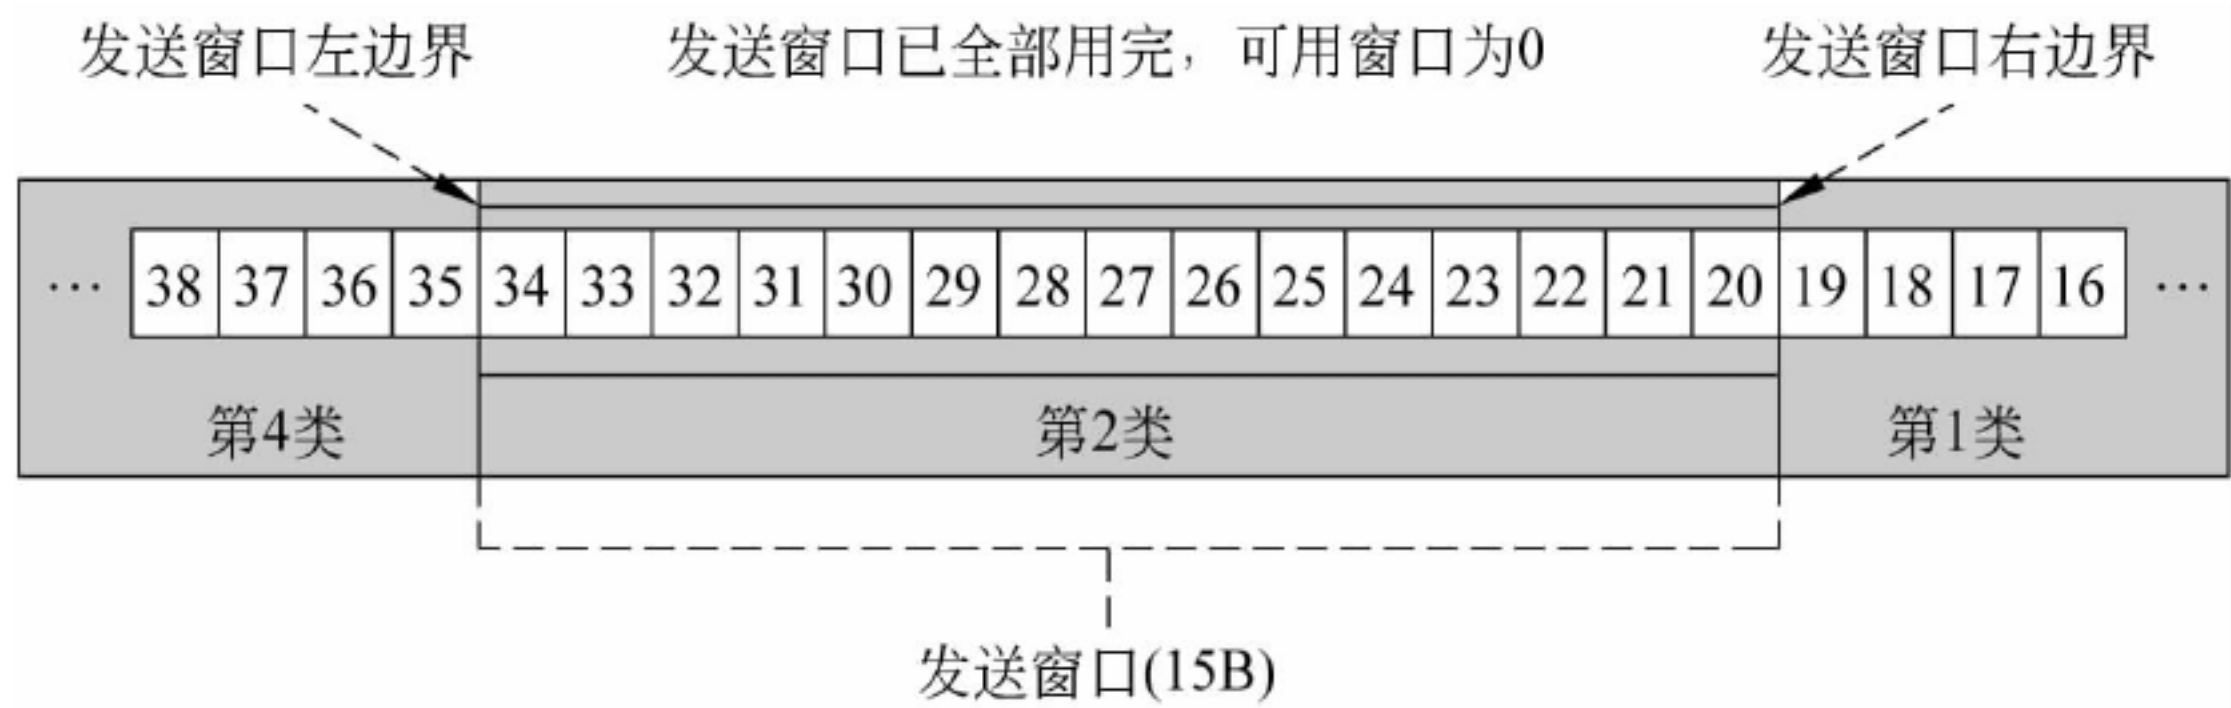 发送窗口左边界
发送窗口已全部用完，可用窗口为0
发送窗口右边界
… 38 37 36 35 34 33 32 31 30 29 28 27 26 25 24 23 22 21 20 19 18 17 16 …
第4类
第2类
第1类
发送窗口(15B)